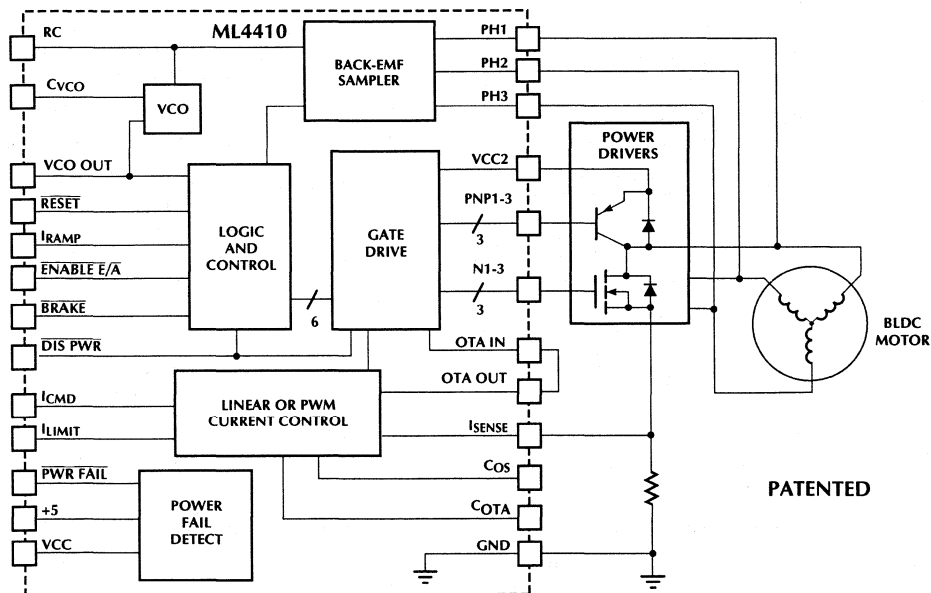 ML4410
RC
CVCO
VCO OUT
RESET
IRAMP
ENABLE E/A
BRAKE
DIS PWR
ICMD
ILIMIT
PWR FAIL
+5
VCC
VCO
BACK-EMF
SAMPLER
LOGIC
AND
CONTROL
6
GATE
DRIVE
LINEAR OR PWM
CURRENT CONTROL
POWER
FAIL
DETECT
PH1
PH2
PH3
VCC2
PNP1-3
3
N1-3
3
OTA IN
OTA OUT
ISENSE
COS
COTA
GND
POWER
DRIVERS
BLDC
MOTOR
PATENTED